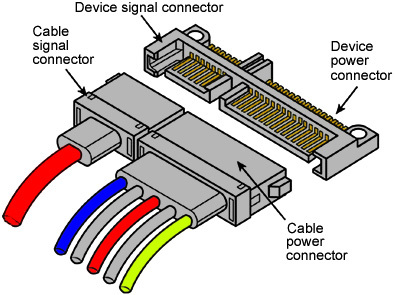 Device signal connector
Cable
signal
connector
Device
power
connector
Cable
power
connector